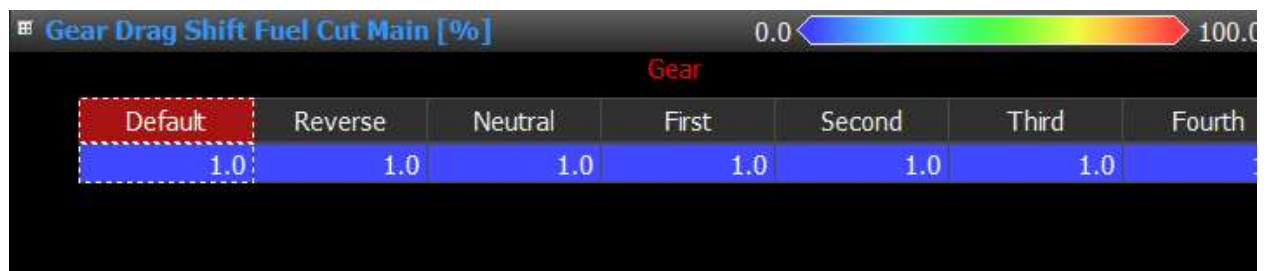 Gear Drag Shift Fuel Cut Main [%] 0.0 100.0
Gear
Default Reverse Neutral First Second Third Fourth
1.0 1.0 1.0 1.0 1.0 1.0